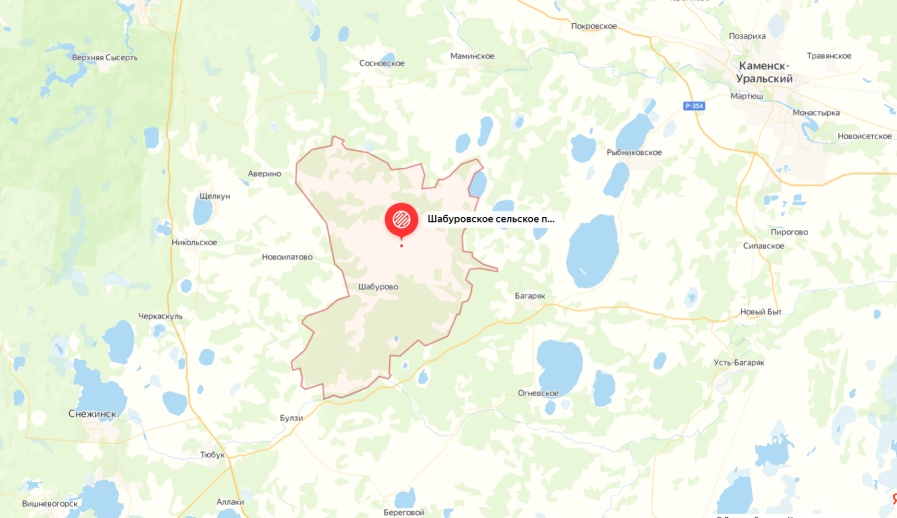 Покровское
Позариха
Верхняя Сысерть
Маминское
Травянское
Сосновское
Каменск-
Уральский
Мартюш
Р-354
Монастырка
Новоисетское
Рыбниковское
Аверино
Щелкун
Шабуровское сельское п...
Пирогово
Никольское
Сипавское
Новоипатово
Шабурово
Багаряк
Новый Быт
Черкаскуль
Усть-Багаряк
Огневское
Снежинск
Булзи
Тюбук
Вишневогорск
Аллаки
Береговой